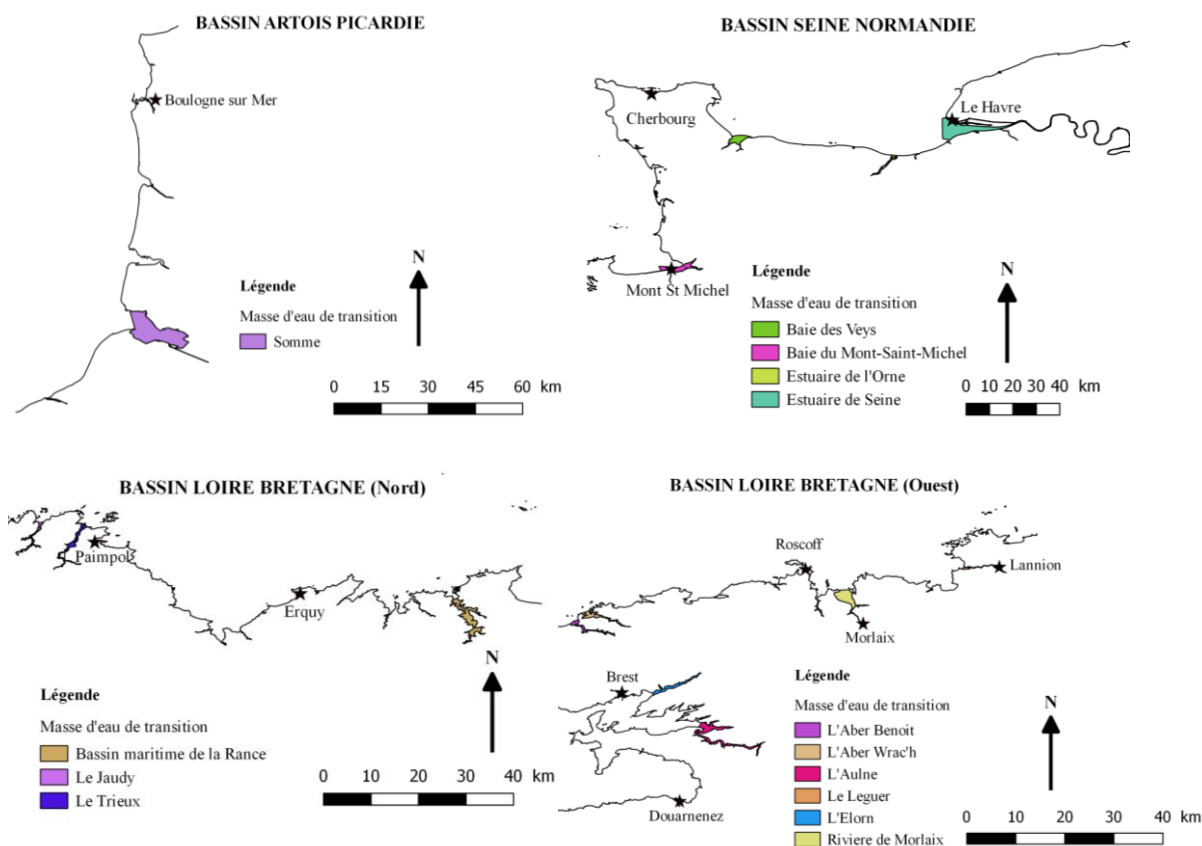 BASSIN ARTOIS PICARDIE
Boulogne sur Mer
N
Légende
Masse d'eau de transition
Somme
0 15 30 45 60 km
BASSIN SEINE NORMANDIE
Cherbourg
Le Havre
Mont St Michel
N
Légende
Masse d'eau de transition
Baie des Veys
Baie du Mont-Saint-Michel
Estuaire de l'Orne
Estuaire de Seine
0 10 20 30 40 km
BASSIN LOIRE BRETAGNE (Nord)
Paimpol
Erquy
N
Légende
Masse d'eau de transition
Bassin maritime de la Rance
Le Jaudy
Le Trieux
0 10 20 30 40 km
BASSIN LOIRE BRETAGNE (Ouest)
Roscoff
Lannion
Morlaix
Brest
Douarnenez
N
Légende
Masse d'eau de transition
L'Aber Benoit
L'Aber Wrac'h
L'Aulne
Le Leguer
L'Elorn
Riviere de Morlaix
0 10 20 30 40 km